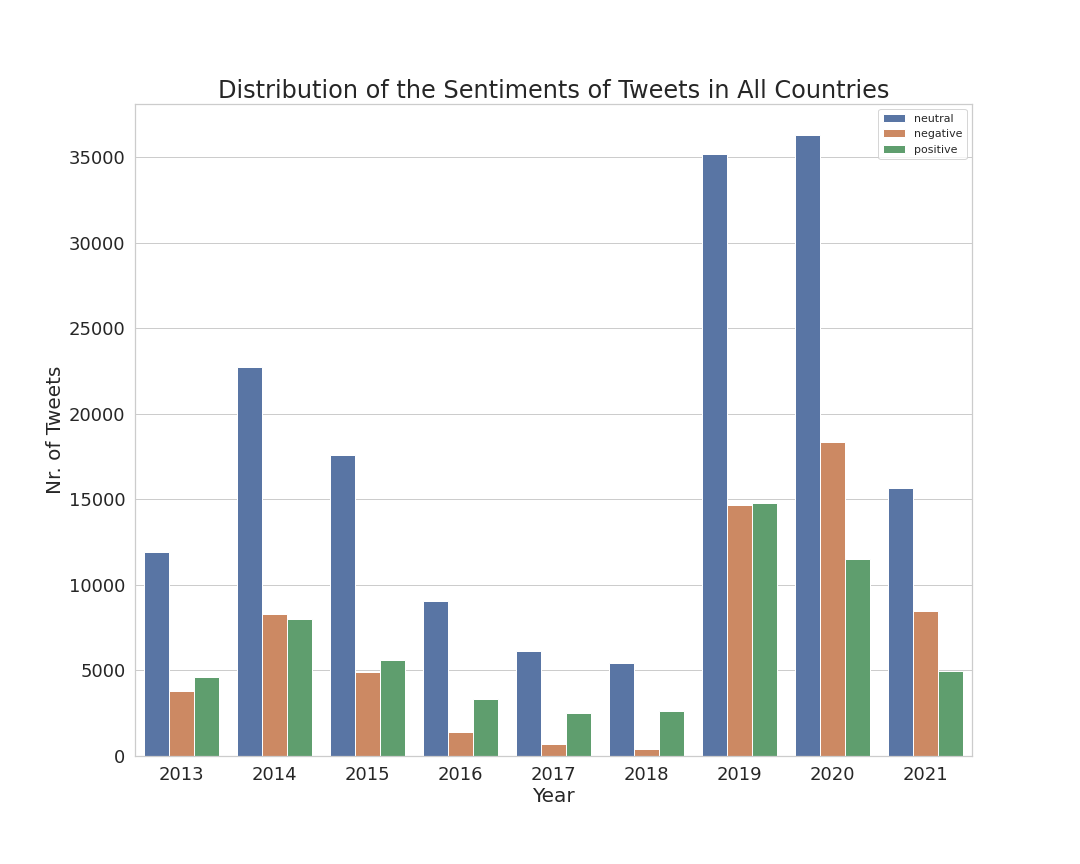 Distribution of the Sentiments of Tweets in All Countries
neutral
negative
positive
35000
30000
25000
20000
15000
10000
5000
0
Nr. of Tweets
2013 2014 2015 2016 2017 2018 2019 2020 2021
Year